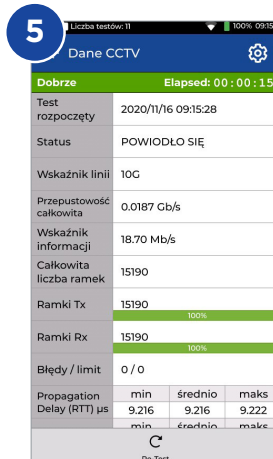 5
Liczba testów: 11 100% 09:15
Dane CCTV
Dobrze Elapsed: 00:00:15
Test rozpoczęty 2020/11/16 09:15:28
Status POWIODŁO SIĘ
Wskaźnik linii 10G
Przepustowość całkowita 0.0187 Gb/s
Wskaźnik informacji 18.70 Mb/s
Całkowita liczba ramek 15190
Ramki Tx 15190
100%
Ramki Rx 15190
100%
Błędy / limit 0 / 0
Propagation Delay (RTT) µs min średnio maks
9.216 9.216 9.222
min średnio maks
Re-Test